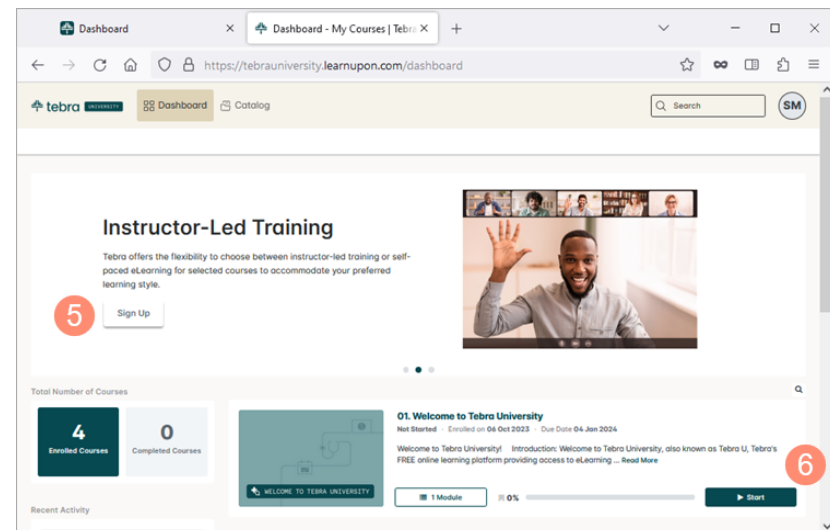 Dashboard
Dashboard - My Courses | Tebra
https://tebrauniversity.learnupon.com/dashboard
tebra UNIVERSITY
Dashboard
Catalog
Search
SM
Instructor-Led Training
Tebra offers the flexibility to choose between instructor-led training or self-
paced eLearning for selected courses to accommodate your preferred
learning style.
5
Sign Up
Total Number of Courses
4
Enrolled Courses
0
Completed Courses
WELCOME TO TEBRA UNIVERSITY
01. Welcome to Tebra University
Not Started · Enrolled on 06 Oct 2023 · Due Date 04 Jan 2024
Welcome to Tebra University! Introduction: Welcome to Tebra University, also known as Tebra U, Tebra's
FREE online learning platform providing access to eLearning ... Read More
6
1 Module
0%
Start
Recent Activity